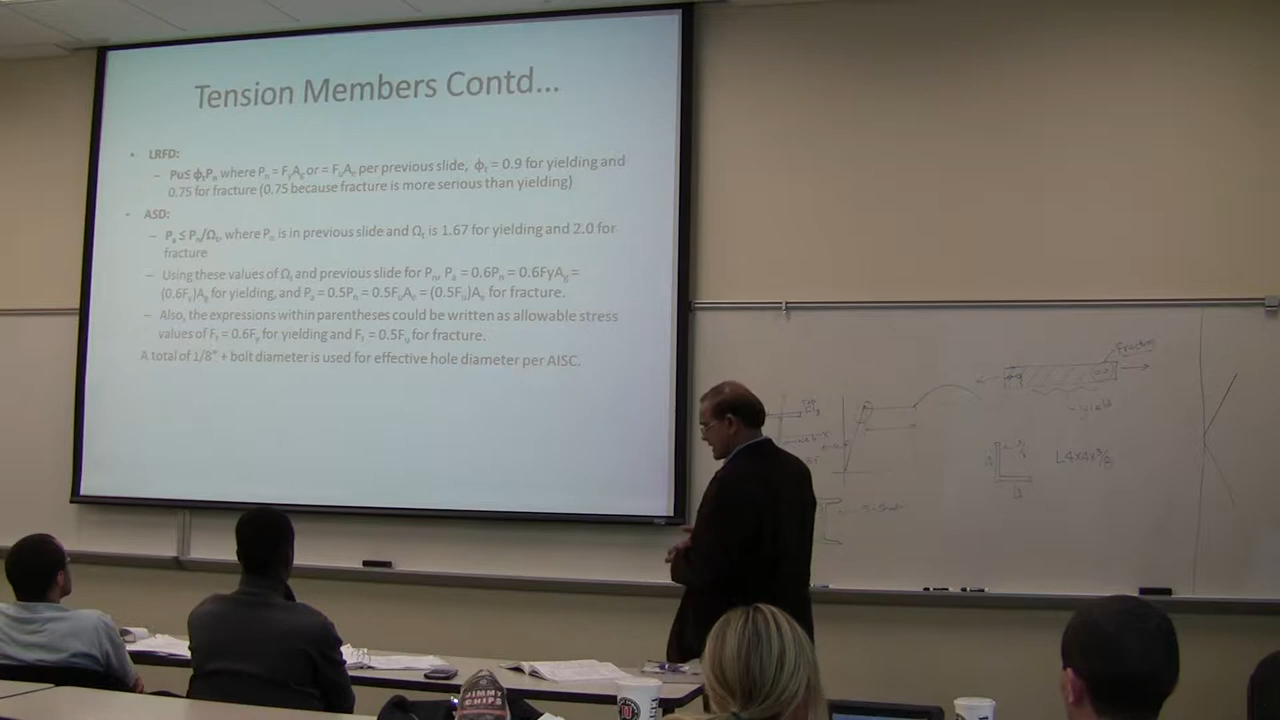 Tension Members Contd...
• LRFD:
– Pu≤ ϕtPn where Pn = FyAg or = FuAe per previous slide, ϕt = 0.9 for yielding and
0.75 for fracture (0.75 because fracture is more serious than yielding)
• ASD:
– Pa ≤ Pn/Ωt, where Pn is in previous slide and Ωt is 1.67 for yielding and 2.0 for
fracture
– Using these values of Ωt and previous slide for Pn, Pa = 0.6Pn = 0.6FyAg =
(0.6Fy)Ag for yielding, and Pa = 0.5Pn = 0.5FuAe = (0.5Fu)Ae for fracture.
– Also, the expressions within parentheses could be written as allowable stress
values of Ft = 0.6Fy for yielding and Ft = 0.5Fu for fracture.
A total of 1/8" + bolt diameter is used for effective hole diameter per AISC.
fraction
yield
L4x4x3/8
JIMMY
CHIPS